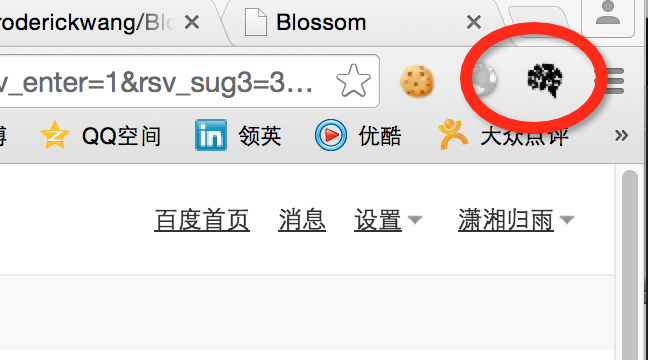 roderickwang/Blo Blossom
v_enter=1&rsv_sug3=3...
博 QQ空间 in 领英 优酷 大众点评 »
百度首页 消息 设置 潇湘归雨